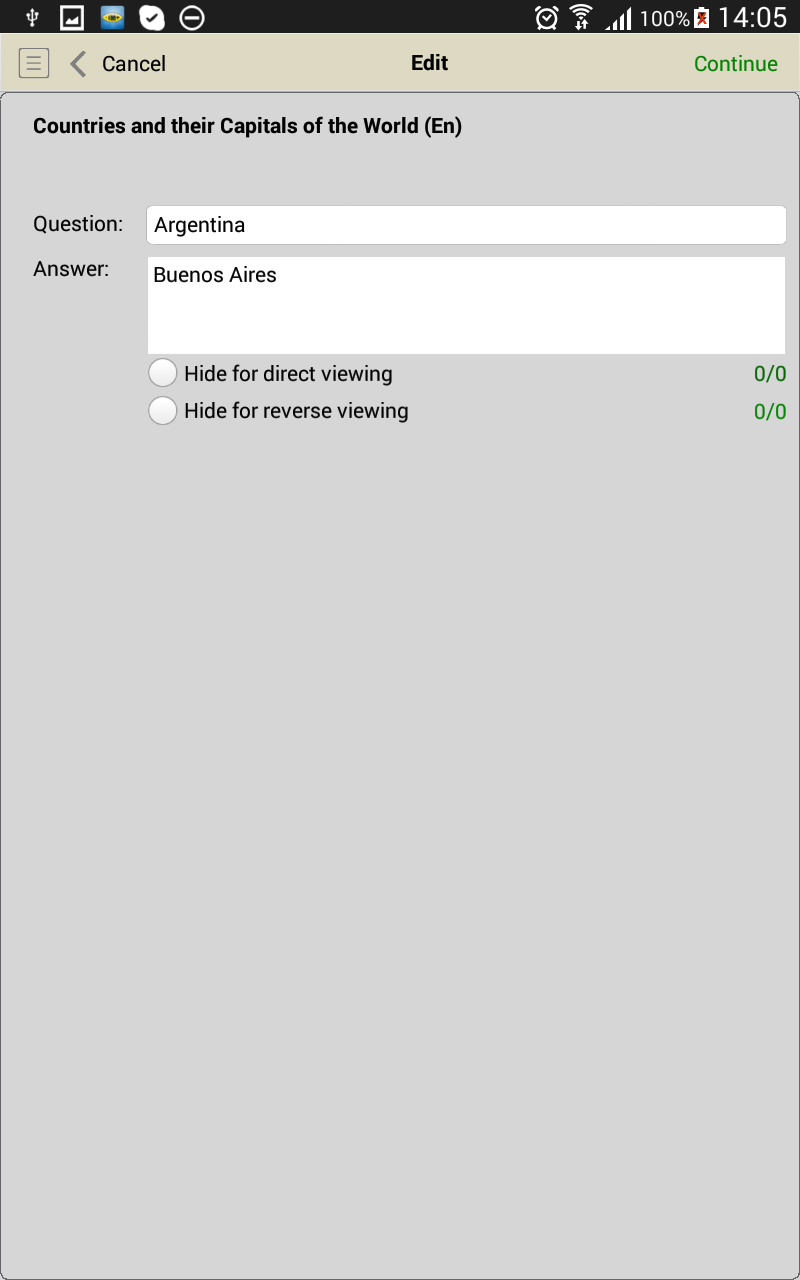 100% 14:05
Cancel Edit Continue
Countries and their Capitals of the World (En)
Question: Argentina
Answer: Buenos Aires
Hide for direct viewing 0/0
Hide for reverse viewing 0/0